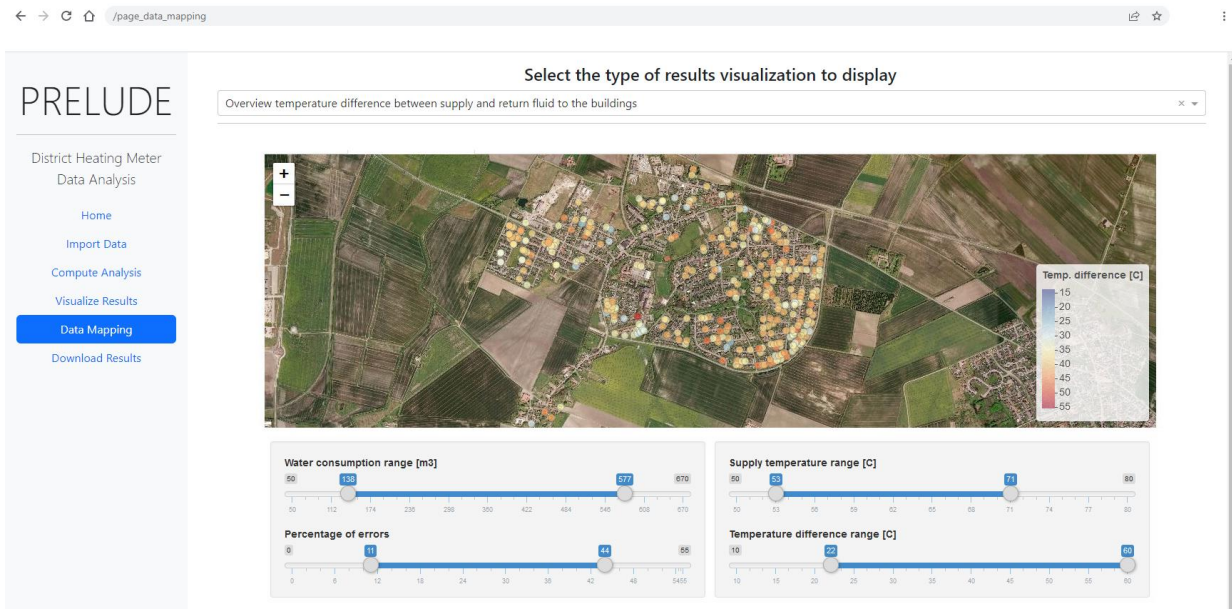 /page_data_mapping
PRELUDE
District Heating Meter
Data Analysis
Home
Import Data
Compute Analysis
Visualize Results
Data Mapping
Download Results
Select the type of results visualization to display
Overview temperature difference between supply and return fluid to the buildings
+
−
Temp. difference [C]
15
20
25
30
35
40
45
50
55
Water consumption range [m3]
50 138 577 670
50 112 174 236 298 360 422 484 546 608 670
Percentage of errors
0 11 44 55
0 6 12 18 24 30 36 42 48 5455
Supply temperature range [C]
50 53 71 80
50 53 56 59 62 65 68 71 74 77 80
Temperature difference range [C]
10 22 60
10 15 20 25 30 35 40 45 50 55 60